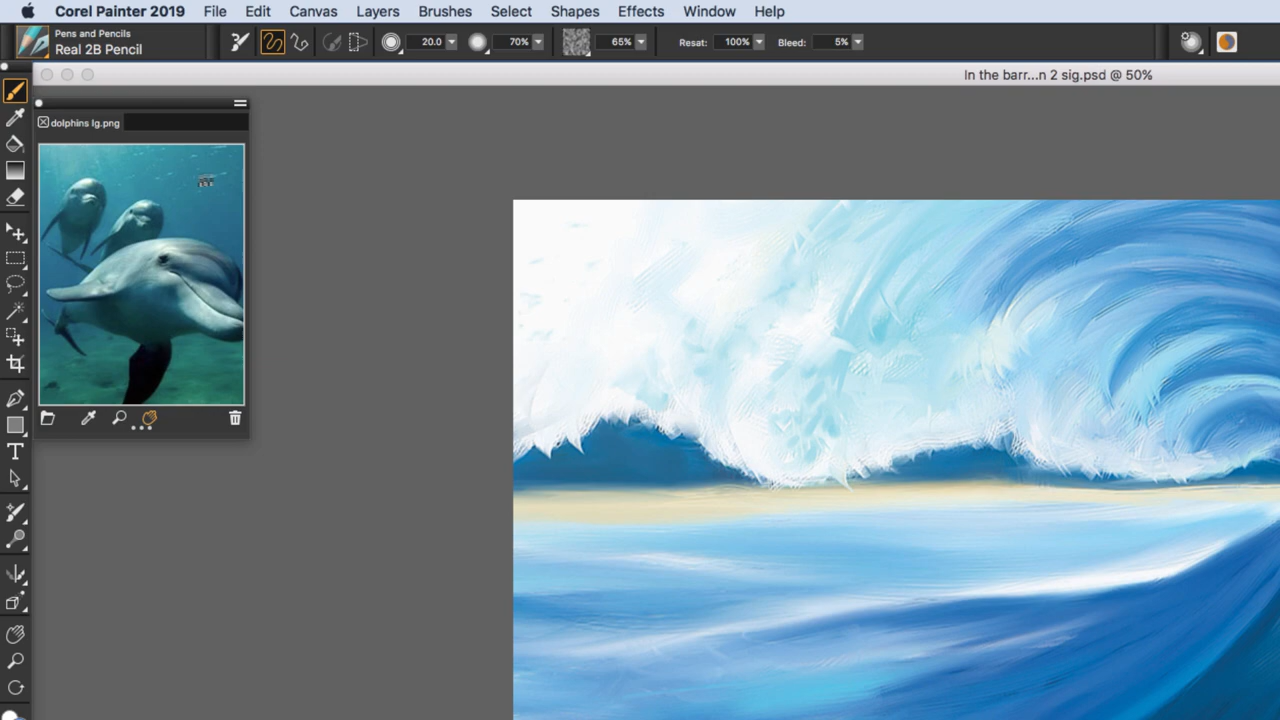 Corel Painter 2019 File Edit Canvas Layers Brushes Select Shapes Effects Window Help
Pens and Pencils
Real 2B Pencil
20.0 70% 65% Resat: 100% Bleed: 5%
In the barr...n 2 sig.psd @ 50%
dolphins lg.png
T